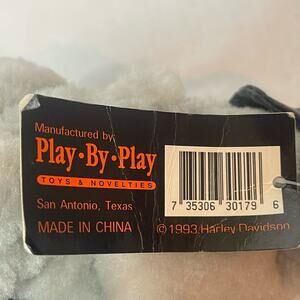 Manufactured by:
Play·By·Play
TOYS & NOVELTIES
San Antonio, Texas
MADE IN CHINA
7 35306 30179 6
© 1993 Harley Davidson